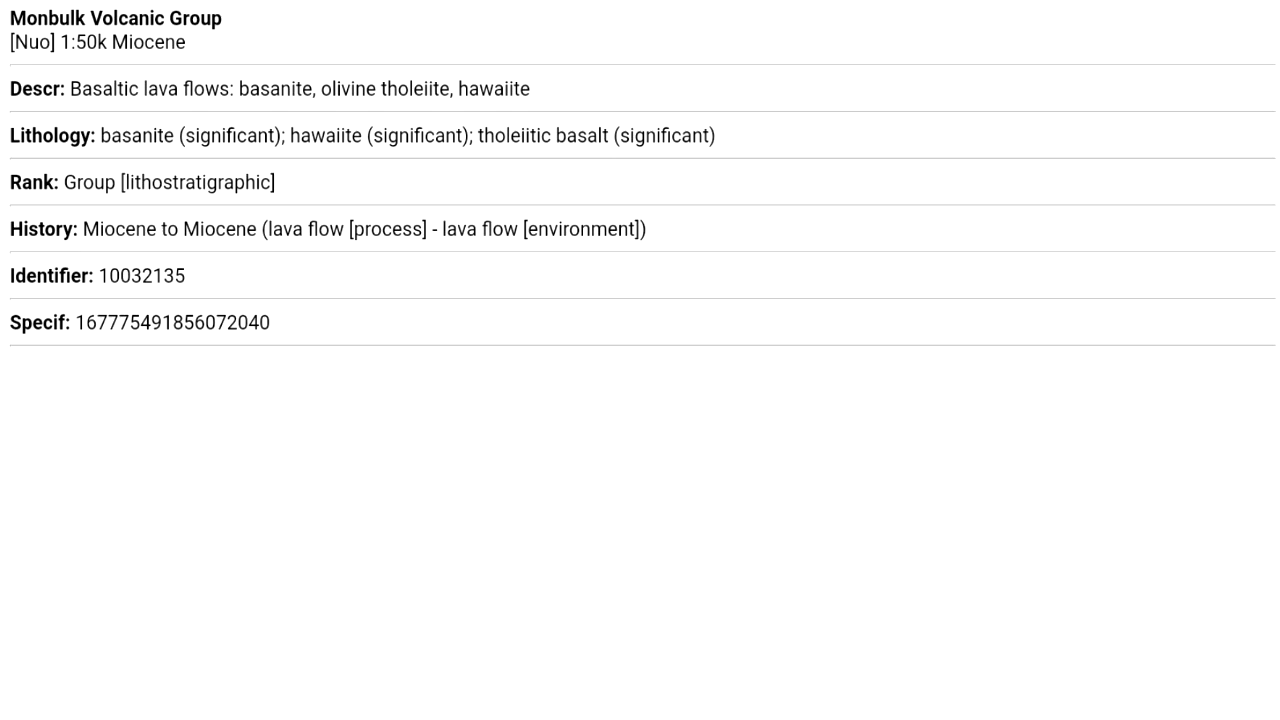 Monbulk Volcanic Group
[Nuo] 1:50k Miocene
Descr: Basaltic lava flows: basanite, olivine tholeiite, hawaiite
Lithology: basanite (significant); hawaiite (significant); tholeiitic basalt (significant)
Rank: Group [lithostratigraphic]
History: Miocene to Miocene (lava flow [process] - lava flow [environment])
Identifier: 10032135
Specif: 167775491856072040